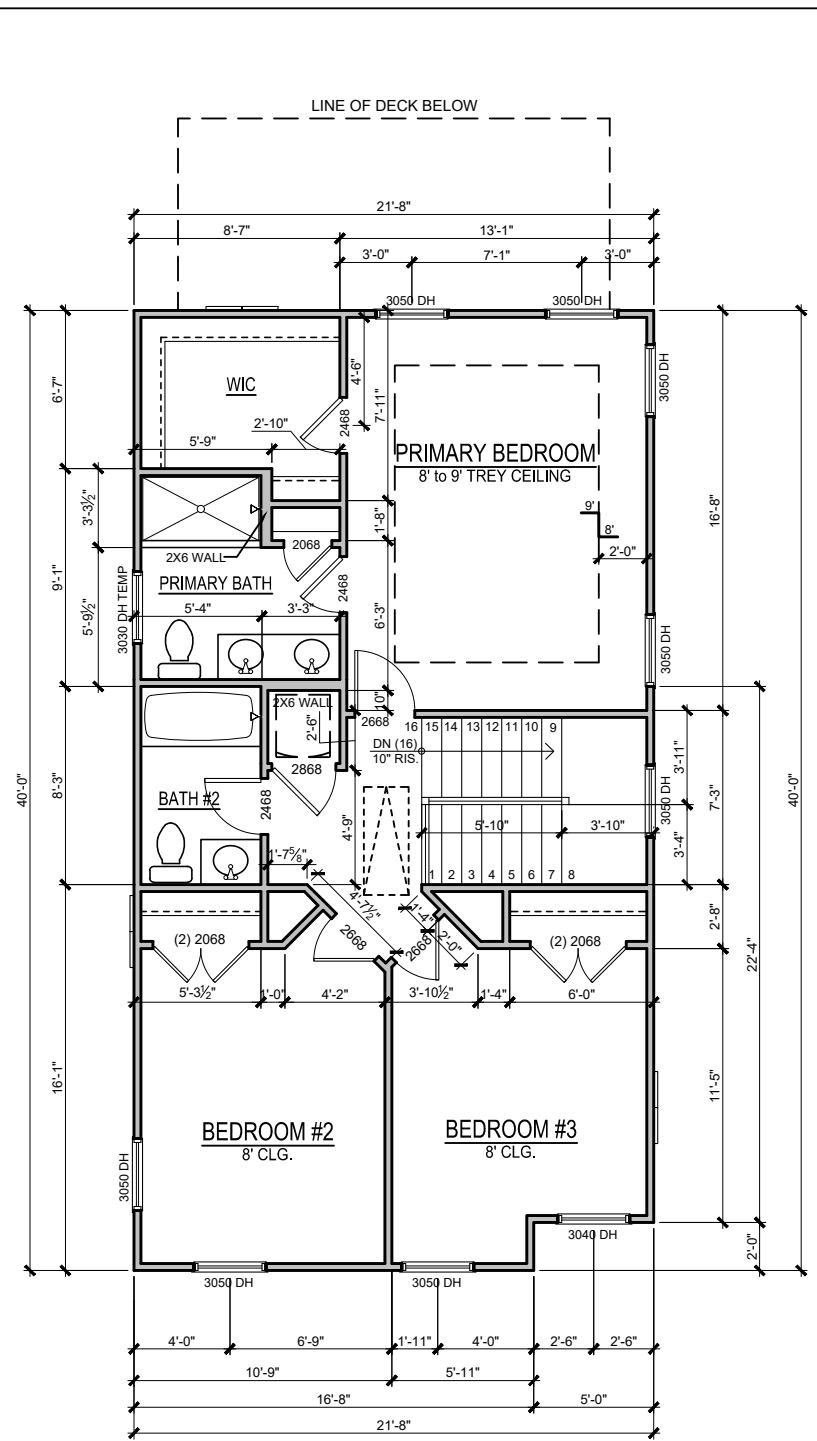 LINE OF DECK BELOW
21'-8"
8'-7" 13'-1"
3'-0" 7'-1" 3'-0"
3050 DH 3050 DH
3050 DH
6'-7"
WIC
4'-6"
7'-11"
2468
2'-10"
5'-9"
PRIMARY BEDROOM
8' to 9' TREY CEILING
16'-8"
3'-3½"
9'
8'
2'-0"
1'-8"
2X6 WALL
2068
PRIMARY BATH
2468
9'-1"
5'-9½"
3030 DH TEMP
5'-4" 3'-3"
6'-3"
3050 DH
10"
2X6 WALL
2'-6"
2668
16 15 14 13 12 11 10 9
DN (16)
10" RIS.
2868
3'-11"
40'-0"
8'-3"
BATH #2
2468
3050 DH
7'-3"
40'-0"
4'-9"
5'-10" 3'-10"
3'-4"
1'-7⅝"
1 2 3 4 5 6 7 8
4'-7½"
1'-4"
2'-0"
2668
2668
(2) 2068
(2) 2068
2'-8"
22'-4"
5'-3½" 1'-0" 4'-2" 3'-10½" 1'-4" 6'-0"
16'-1"
11'-5"
BEDROOM #2
8' CLG.
BEDROOM #3
8' CLG.
3050 DH
3040 DH
2'-0"
3050 DH 3050 DH
4'-0" 6'-9" 1'-11" 4'-0" 2'-6" 2'-6"
10'-9" 5'-11"
16'-8" 5'-0"
21'-8"